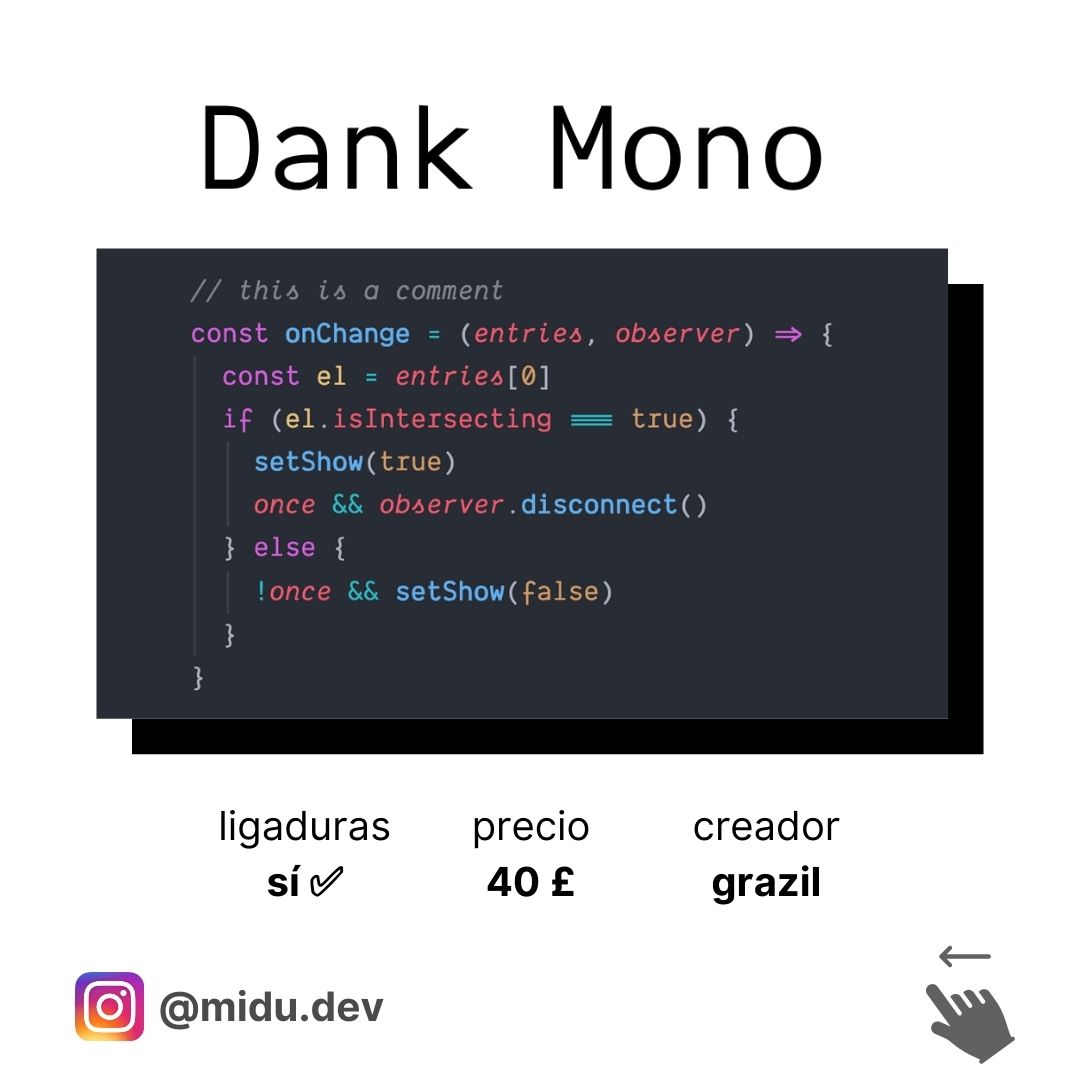 Dank Mono
// this is a comment
const onChange = (entries, observer) => {
  const el = entries[0]
  if (el.isIntersecting === true) {
    setShow(true)
    once && observer.disconnect()
  } else {
    !once && setShow(false)
  }
}
ligaduras precio creador
sí ✅ 40 £ grazil
@midu.dev